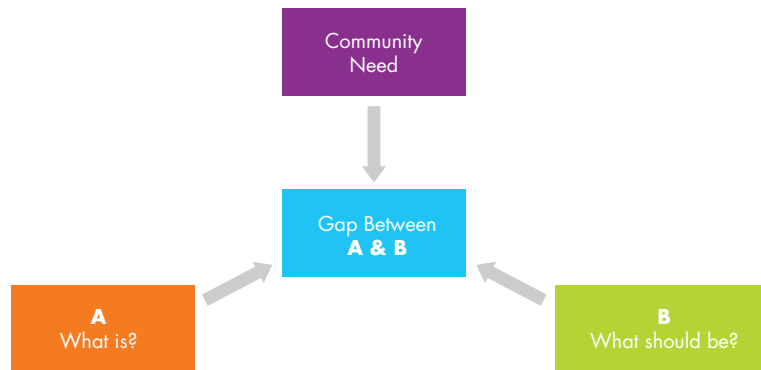 Community
Need
Gap Between
A & B
A
What is?
B
What should be?